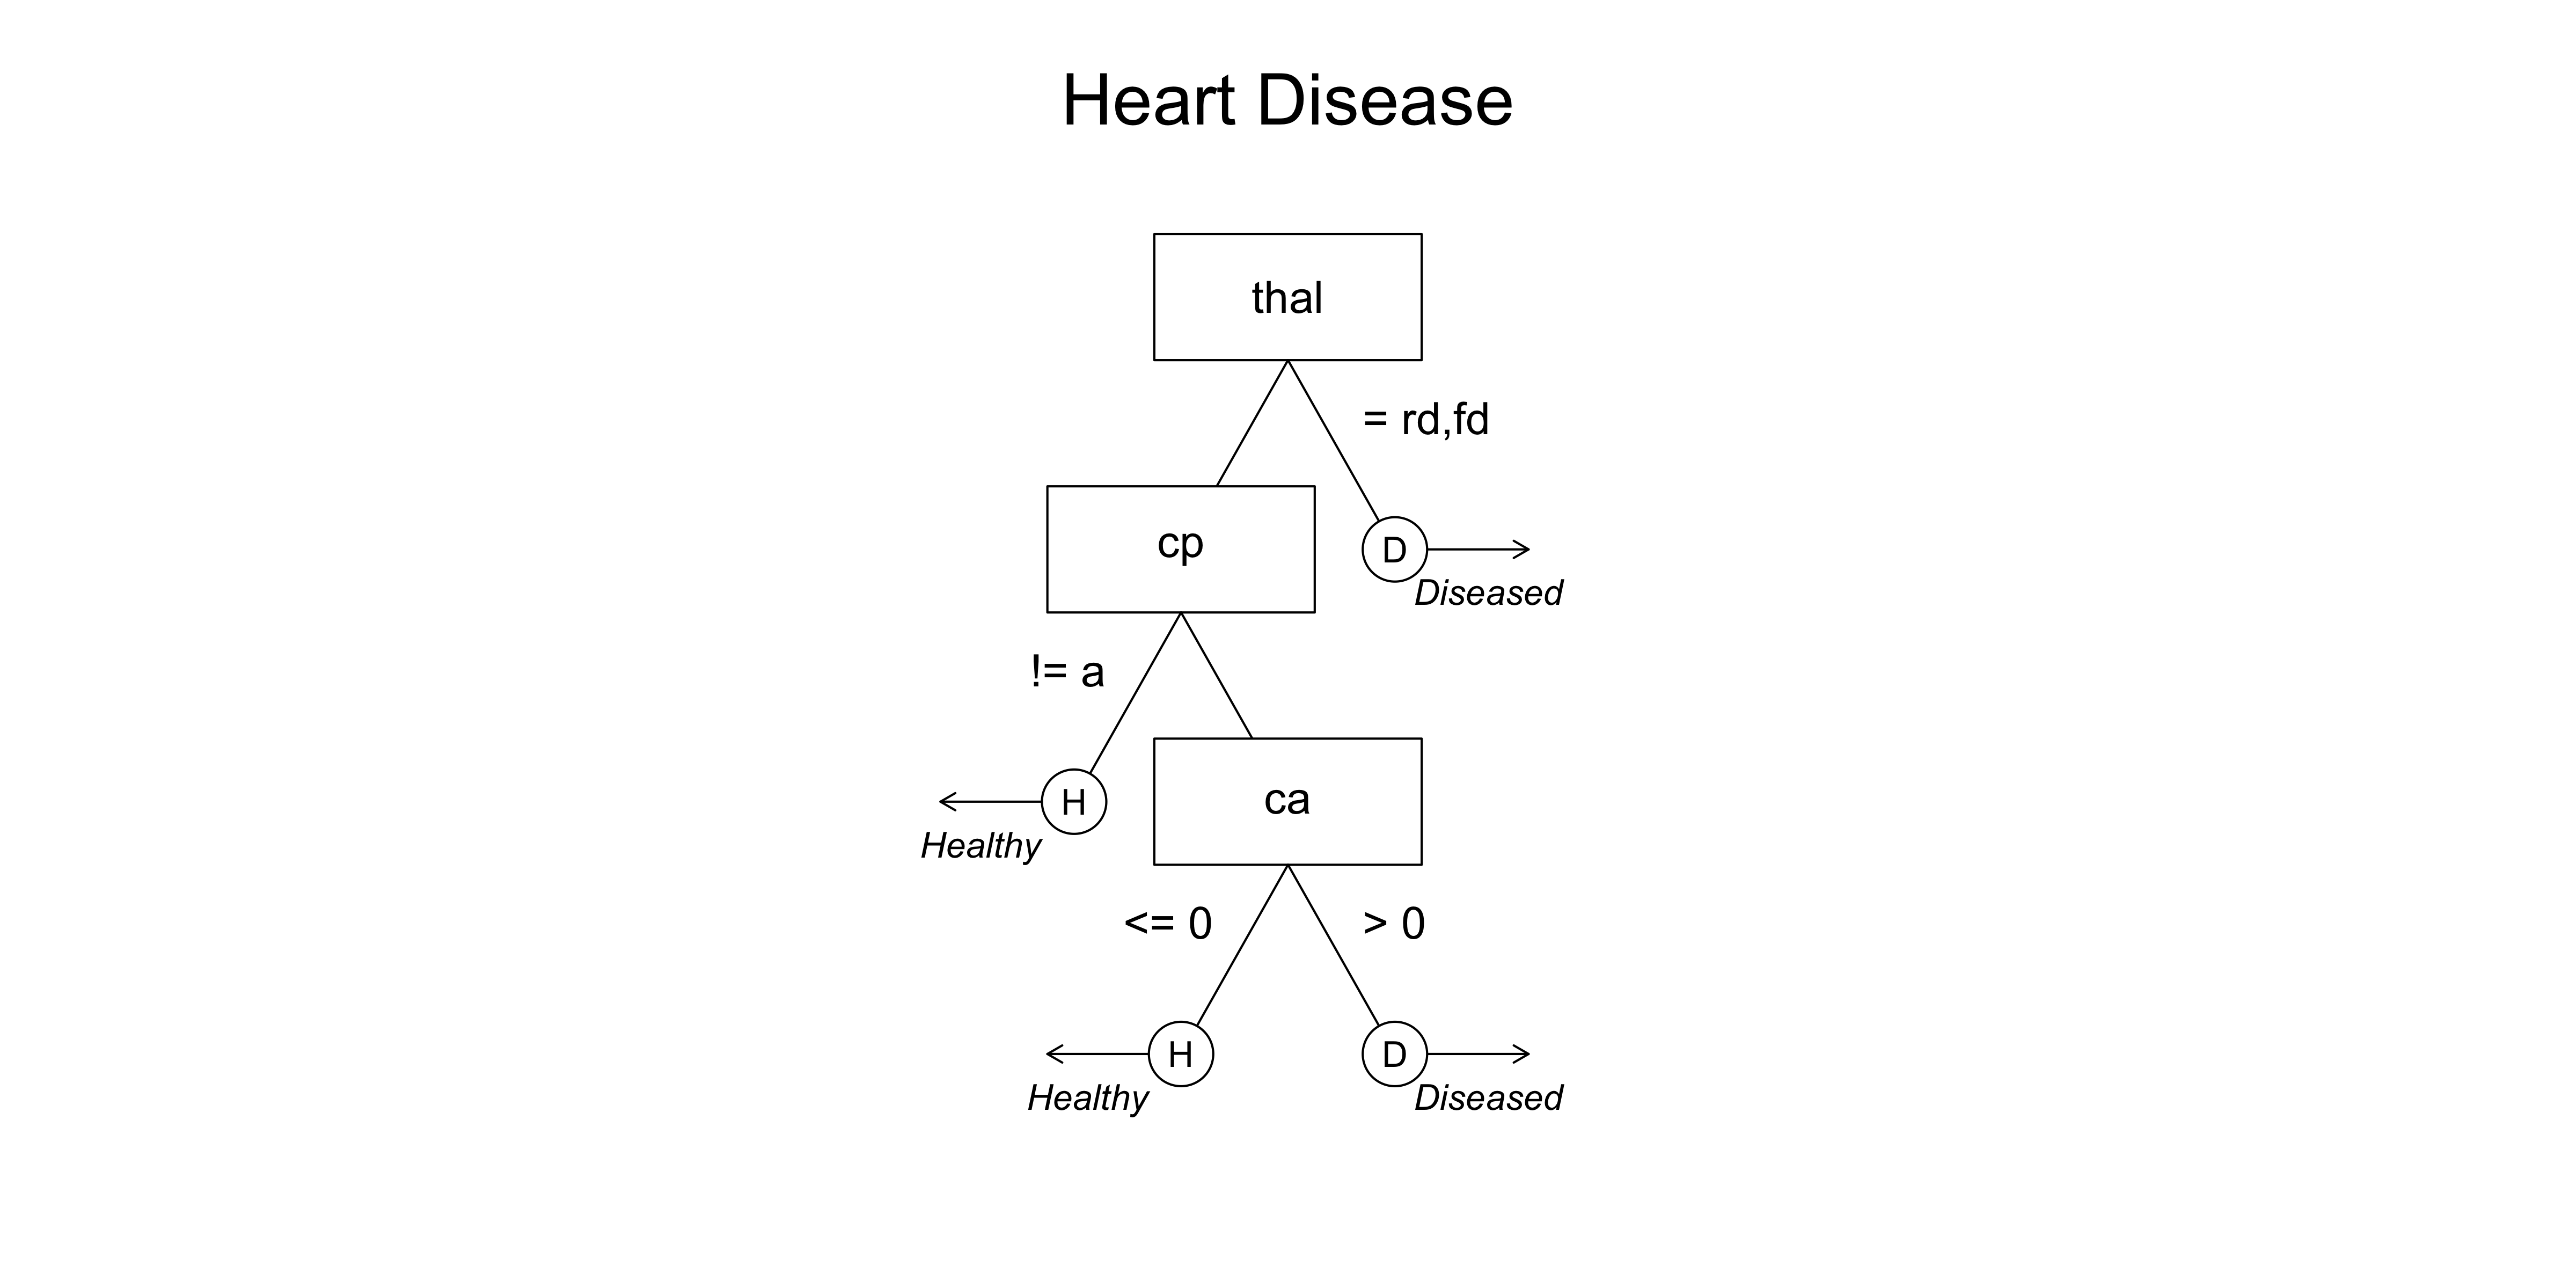 Heart Disease
thal
= rd,fd
cp
D
Diseased
!= a
H
Healthy
ca
<= 0
> 0
H
Healthy
D
Diseased